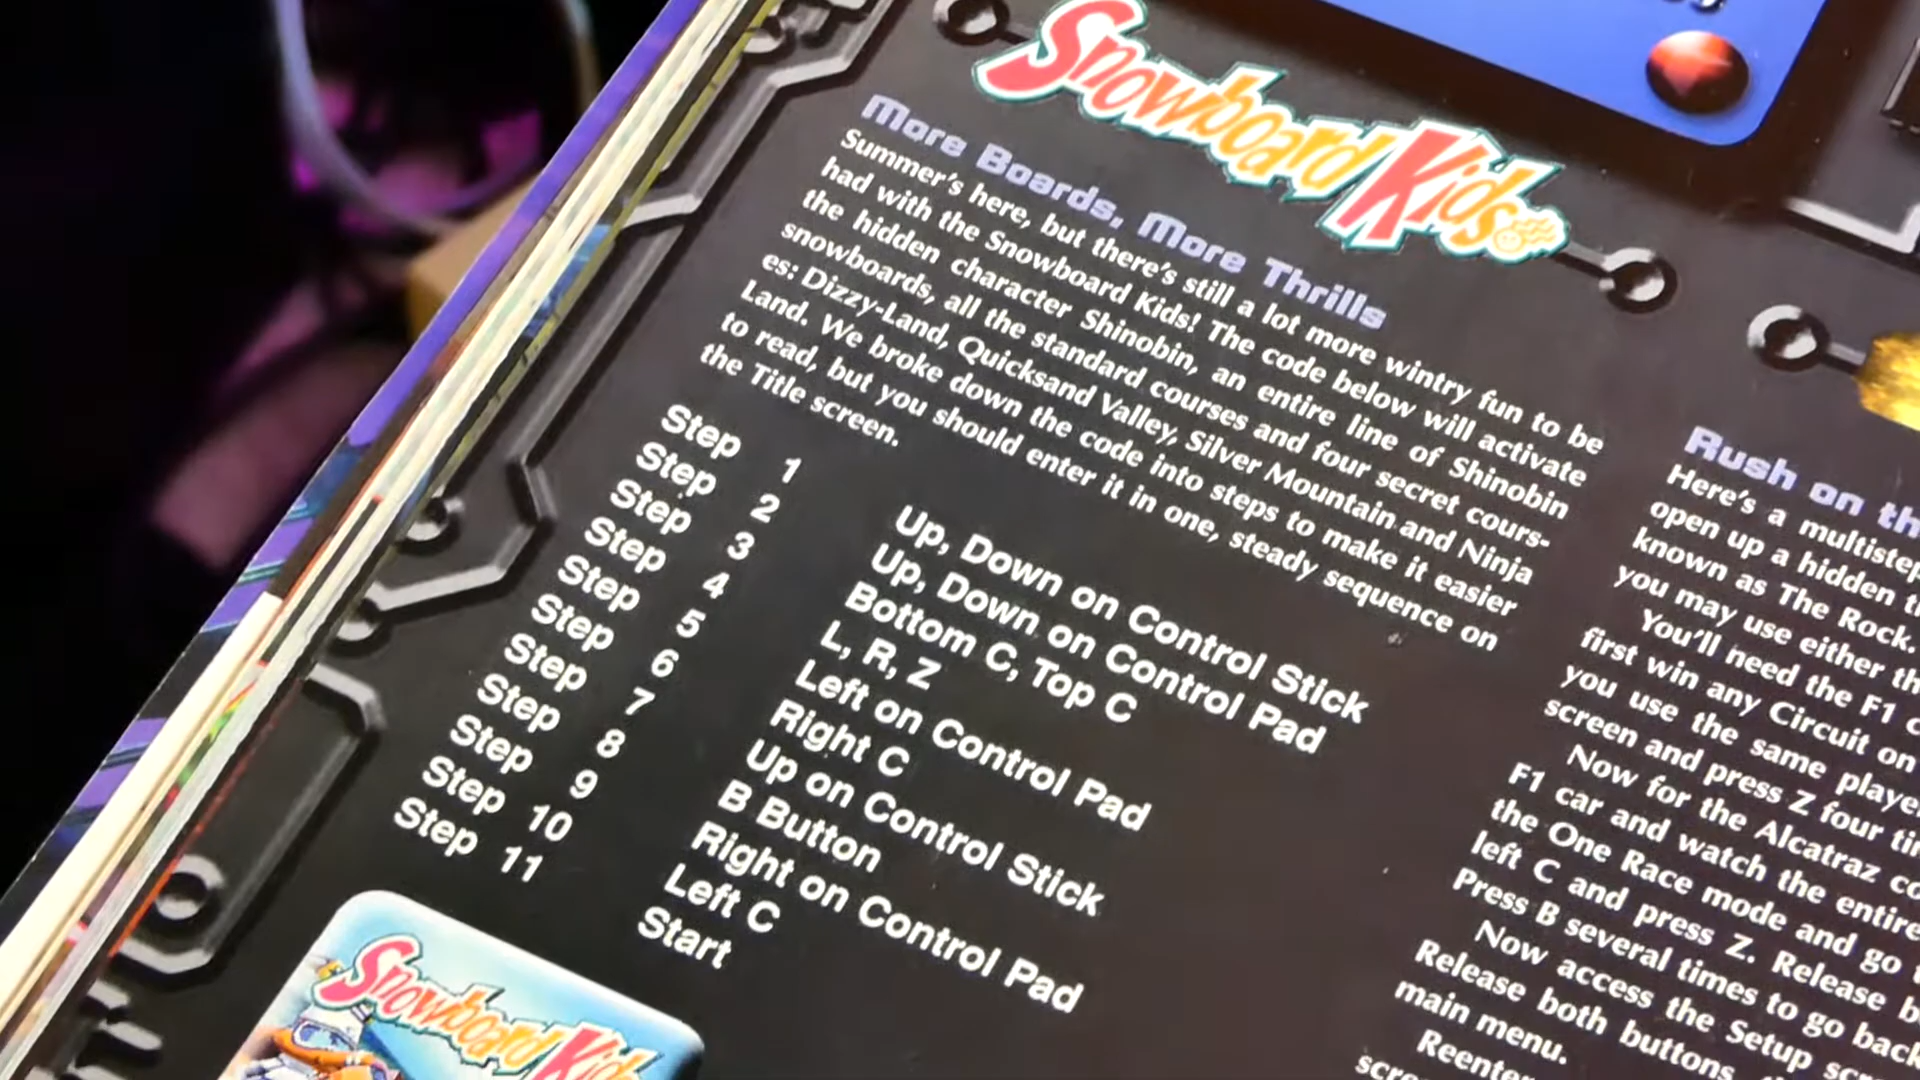 Snowboard Kids
More Boards, More Thrills
Summer's here, but there's still a lot more wintry fun to be
had with the Snowboard Kids! The code below will activate
the hidden character Shinobin, an entire line of Shinobin
snowboards, all the standard courses and four secret cours-
es: Dizzy-Land, Quicksand Valley, Silver Mountain and Ninja
Land. We broke down the code into steps to make it easier
to read, but you should enter it in one, steady sequence on
the Title screen.
Step 1 Up, Down on Control Stick
Step 2 Up, Down on Control Pad
Step 3 Bottom C, Top C
Step 4 L, R, Z
Step 5 Left on Control Pad
Step 6 Right C
Step 7 Up on Control Stick
Step 8 B Button
Step 9 Right on Control Pad
Step 10 Left C
Step 11 Start
Snowboard Kids
Rush on th
Here's a multistep
open up a hidden
known as The Rock.
you may use either th
You'll need the F1
first win any Circuit on
you use the same playe
screen and press Z four
Now for the Alcatraz
F1 car and watch the entire
the One Race mode and go
left C and press Z. Release
Press B several times to go back
Now access the Setup
Release both buttons,
main menu.
Reenter